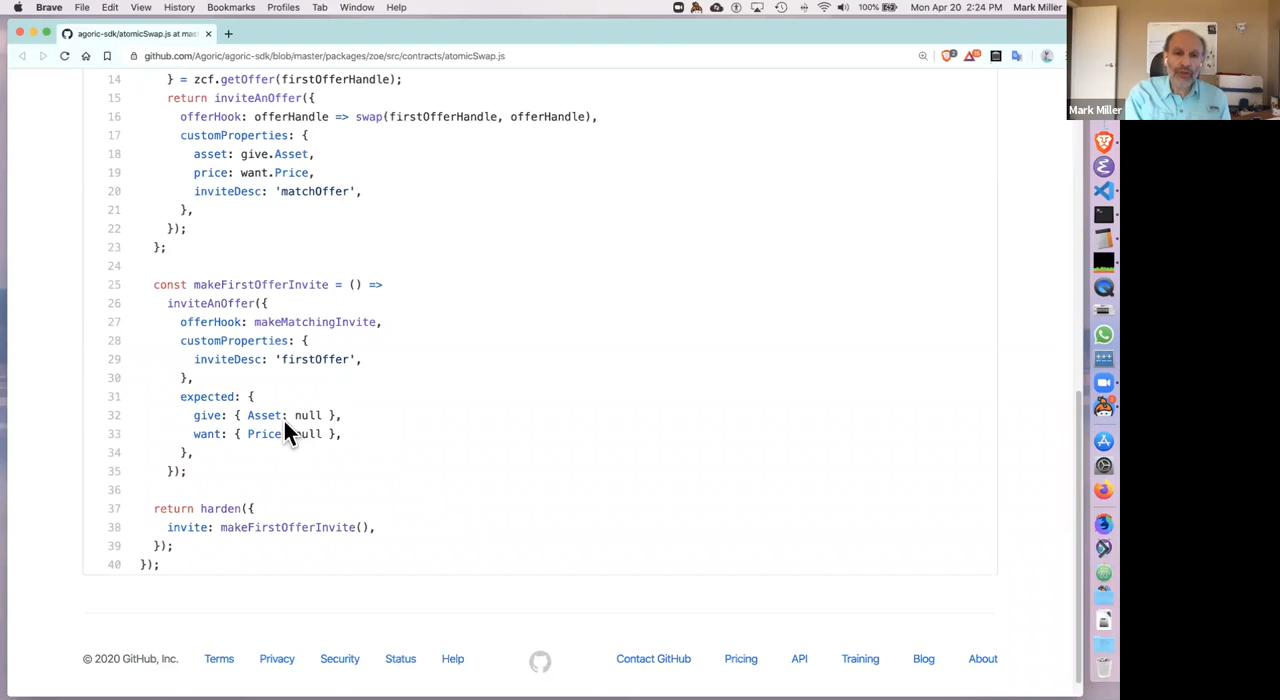 Brave File Edit View History Bookmarks Profiles Tab Window Help 100% Mon Apr 20 2:24 PM Mark Miller
agoric-sdk/atomicSwap.js at mas
github.com/Agoric/agoric-sdk/blob/master/packages/zoe/src/contracts/atomicSwap.js
Mark Miller
14 } = zcf.getOffer(firstOfferHandle);
15 return inviteAnOffer({
16 offerHook: offerHandle => swap(firstOfferHandle, offerHandle),
17 customProperties: {
18 asset: give.Asset,
19 price: want.Price,
20 inviteDesc: 'matchOffer',
21 },
22 });
23 };
24
25 const makeFirstOfferInvite = () =>
26 inviteAnOffer({
27 offerHook: makeMatchingInvite,
28 customProperties: {
29 inviteDesc: 'firstOffer',
30 },
31 expected: {
32 give: { Asset: null },
33 want: { Price null },
34 },
35 });
36
37 return harden({
38 invite: makeFirstOfferInvite(),
39 });
40 });
© 2020 GitHub, Inc. Terms Privacy Security Status Help Contact GitHub Pricing API Training Blog About